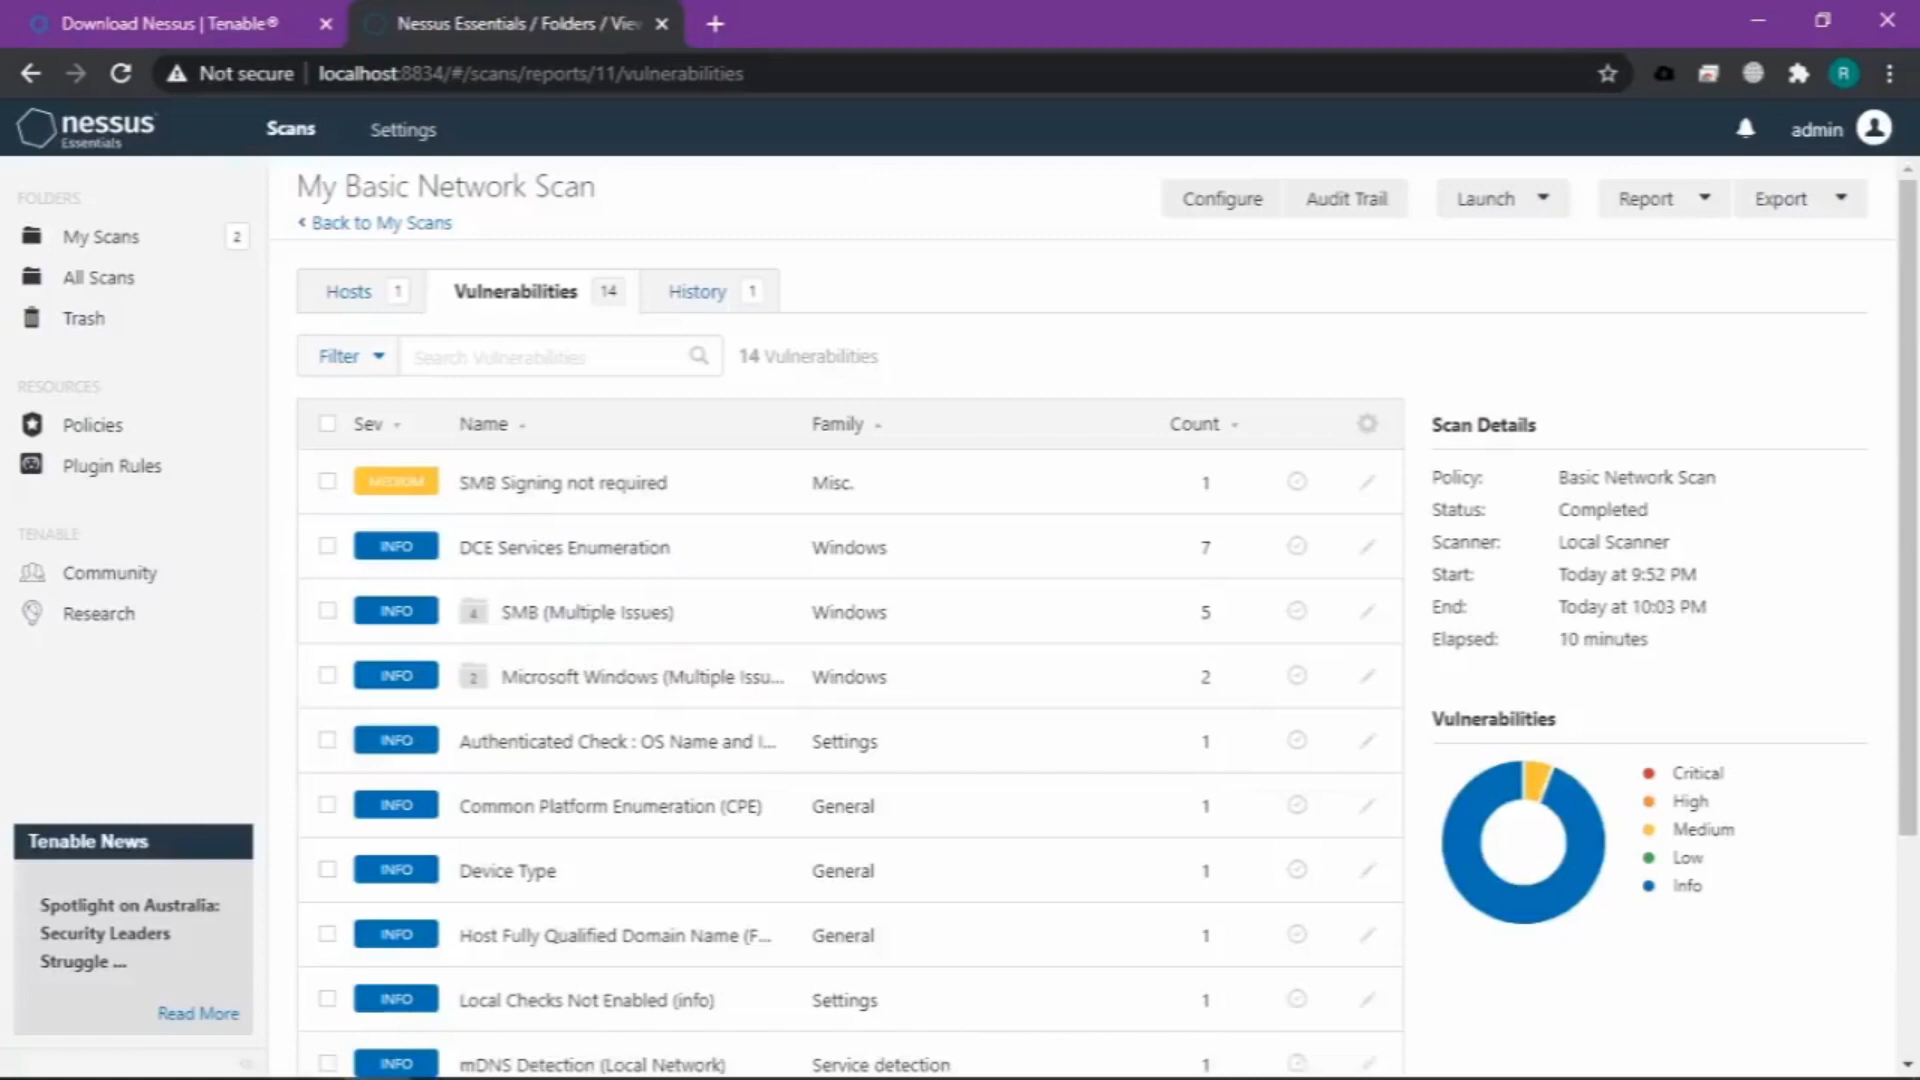 Download Nessus | Tenable®
Nessus Essentials / Folders / Vie
Not secure
localhost:8834/#/scans/reports/11/vulnerabilities
R
nessus
Essentials
Scans
Settings
admin
FOLDERS
My Scans 2
All Scans
Trash
RESOURCES
Policies
Plugin Rules
TENABLE
Community
Research
Tenable News
Spotlight on Australia:
Security Leaders
Struggle ...
Read More
My Basic Network Scan
< Back to My Scans
Configure
Audit Trail
Launch
Report
Export
Hosts 1
Vulnerabilities 14
History 1
Filter
Search Vulnerabilities
14 Vulnerabilities
Sev Name Family Count
MEDIUM SMB Signing not required Misc. 1
INFO DCE Services Enumeration Windows 7
INFO 4 SMB (Multiple Issues) Windows 5
INFO 2 Microsoft Windows (Multiple Issu... Windows 2
INFO Authenticated Check : OS Name and I... Settings 1
INFO Common Platform Enumeration (CPE) General 1
INFO Device Type General 1
INFO Host Fully Qualified Domain Name (F... General 1
INFO Local Checks Not Enabled (info) Settings 1
INFO mDNS Detection (Local Network) Service detection 1
Scan Details
Policy: Basic Network Scan
Status: Completed
Scanner: Local Scanner
Start: Today at 9:52 PM
End: Today at 10:03 PM
Elapsed: 10 minutes
Vulnerabilities
Critical
High
Medium
Low
Info